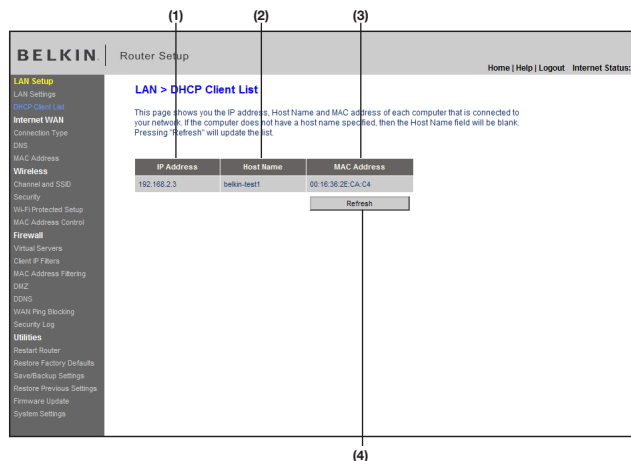 (1) (2) (3)
BELKIN. Router Setup
Home | Help | Logout Internet Status:
LAN Setup
LAN Settings
DHCP Client List
Internet WAN
Connection Type
DNS
MAC Address
Wireless
Channel and SSID
Security
Wi-Fi Protected Setup
MAC Address Control
Firewall
Virtual Servers
Client IP Filters
MAC Address Filtering
DMZ
DDNS
WAN Ping Blocking
Security Log
Utilities
Restart Router
Restore Factory Defaults
Save/Backup Settings
Restore Previous Settings
Firmware Update
System Settings
LAN > DHCP Client List
This page shows you the IP address, Host Name and MAC address of each computer that is connected to
your network. If the computer does not have a host name specified, then the Host Name field will be blank.
Pressing "Refresh" will update the list.
IP Address Host Name MAC Address
192.168.2.3 belkin-test1 00:16:36:2E:CA:C4
Refresh
(4)